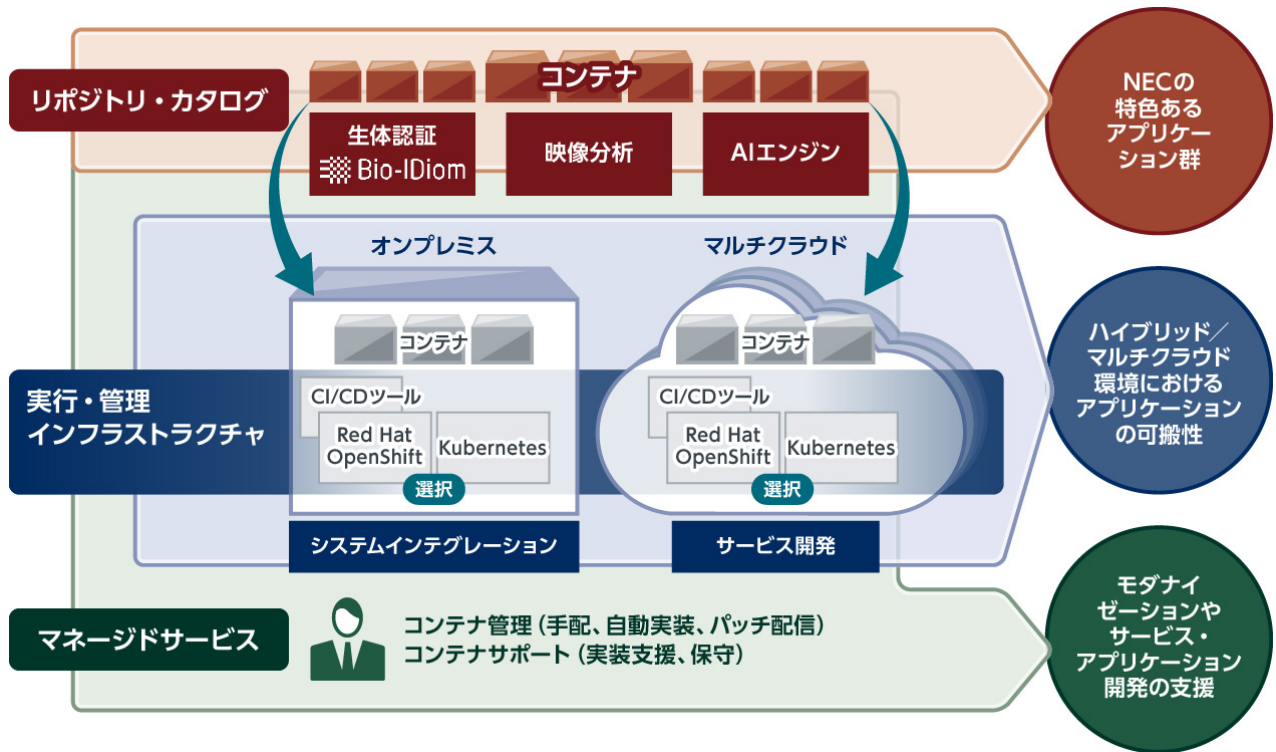 リポジトリ・カタログ
コンテナ
生体認証
Bio-IDiom
映像分析
AIエンジン
NECの
特色ある
アプリケー
ション群
オンプレミス
マルチクラウド
コンテナ
コンテナ
実行・管理
インフラストラクチャ
CI/CDツール
Red Hat
OpenShift
Kubernetes
選択
CI/CDツール
Red Hat
OpenShift
Kubernetes
選択
システムインテグレーション
サービス開発
ハイブリッド／
マルチクラウド
環境における
アプリケーション
の可搬性
マネージドサービス
コンテナ管理（手配、自動実装、パッチ配信）
コンテナサポート（実装支援、保守）
モダナイ
ゼーションや
サービス・
アプリケーション
開発の支援